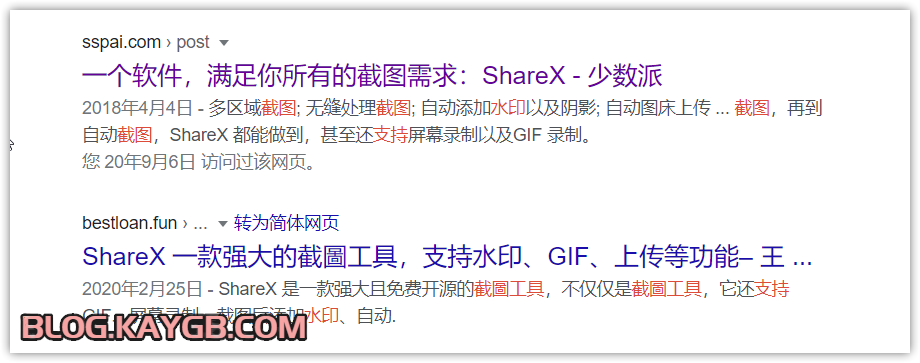 sspai.com › post
一个软件，满足你所有的截图需求：ShareX - 少数派
2018年4月4日 - 多区域截图; 无缝处理截图; 自动添加水印以及阴影; 自动图床上传 ... 截图，再到
自动截图，ShareX 都能做到，甚至还支持屏幕录制以及GIF 录制。
您 20年9月6日 访问过该网页。
bestloan.fun › ... 转为简体网页
ShareX 一款强大的截圖工具，支持水印、GIF、上传等功能– 王 ...
2020年2月25日 - ShareX 是一款强大且免费开源的截圖工具，不仅仅是截圖工具，它还支持
水印、自动.
BLOG.KAYGB.COM